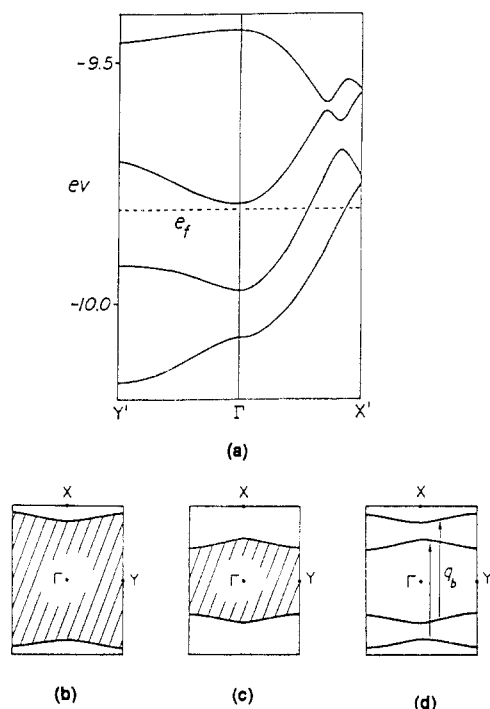 -9.5
eV
e_f
-10.0
Y' Γ X'
(a)
X X X
Γ Y Γ Y Γ q_b Y
(b) (c) (d)